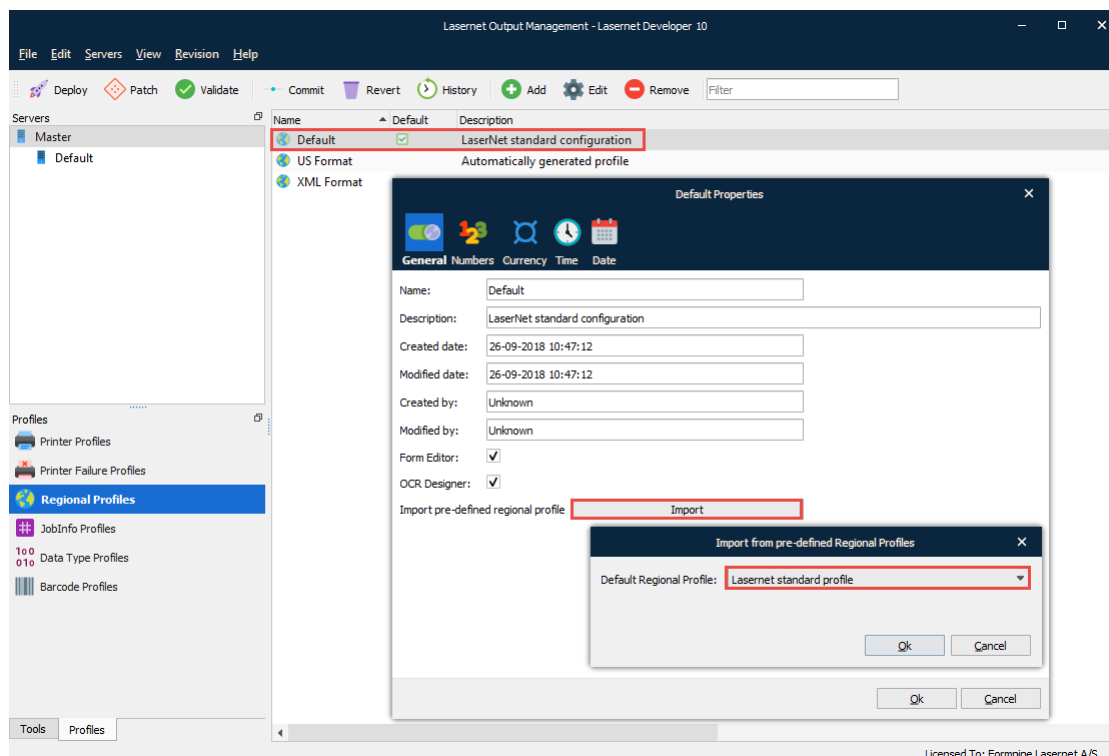 Lasernet Output Management - Lasernet Developer 10
File Edit Servers View Revision Help
Deploy Patch Validate Commit Revert History Add Edit Remove Filter
Servers
Master
Default
Name Default Description
Default LaserNet standard configuration
US Format Automatically generated profile
XML Format
Default Properties
General Numbers Currency Time Date
Name: Default
Description: LaserNet standard configuration
Created date: 26-09-2018 10:47:12
Modified date: 26-09-2018 10:47:12
Created by: Unknown
Modified by: Unknown
Form Editor:
OCR Designer:
Import pre-defined regional profile Import
Import from pre-defined Regional Profiles
Default Regional Profile: Lasernet standard profile
Ok Cancel
Ok Cancel
Profiles
Printer Profiles
Printer Failure Profiles
Regional Profiles
# JobInfo Profiles
100
010 Data Type Profiles
Barcode Profiles
Tools Profiles
Licensed To: Formpipe Lasernet A/S